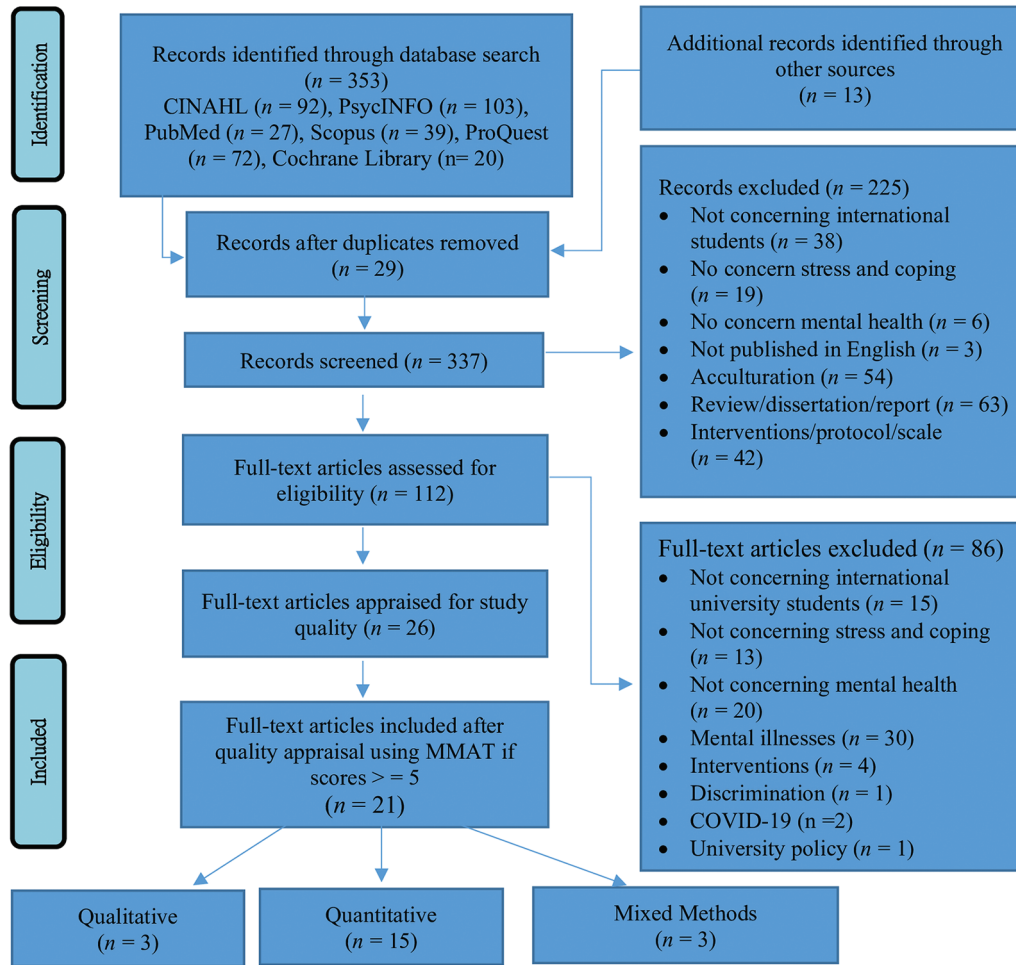 Identification
Records identified through database search
(n = 353)
CINAHL (n = 92), PsycINFO (n = 103),
PubMed (n = 27), Scopus (n = 39), ProQuest
(n = 72), Cochrane Library (n= 20)
Additional records identified through
other sources
(n = 13)
Screening
Records after duplicates removed
(n = 29)
Records screened (n = 337)
Records excluded (n = 225)
• Not concerning international
students (n = 38)
• No concern stress and coping
(n = 19)
• No concern mental health (n = 6)
• Not published in English (n = 3)
• Acculturation (n = 54)
• Review/dissertation/report (n = 63)
• Interventions/protocol/scale
(n = 42)
Eligibility
Full-text articles assessed for
eligibility (n = 112)
Full-text articles appraised for study
quality (n = 26)
Full-text articles excluded (n = 86)
• Not concerning international
university students (n = 15)
• Not concerning stress and coping
(n = 13)
• Not concerning mental health
(n = 20)
• Mental illnesses (n = 30)
• Interventions (n = 4)
• Discrimination (n = 1)
• COVID-19 (n =2)
• University policy (n = 1)
Included
Full-text articles included after
quality appraisal using MMAT if
scores > = 5
(n = 21)
Qualitative
(n = 3)
Quantitative
(n = 15)
Mixed Methods
(n = 3)